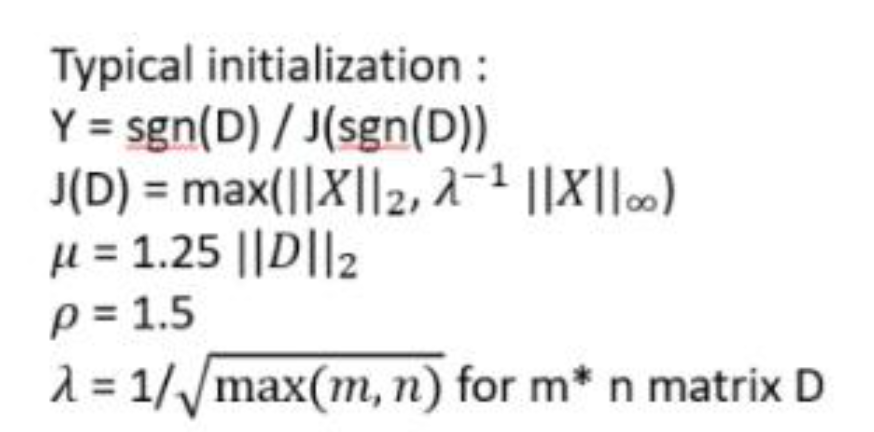 Typical initialization :
Y = sgn(D) / J(sgn(D))
J(D) = max(||X||₂, λ⁻¹ ||X||∞)
μ = 1.25 ||D||₂
ρ = 1.5
λ = 1/√max(m, n) for m* n matrix D